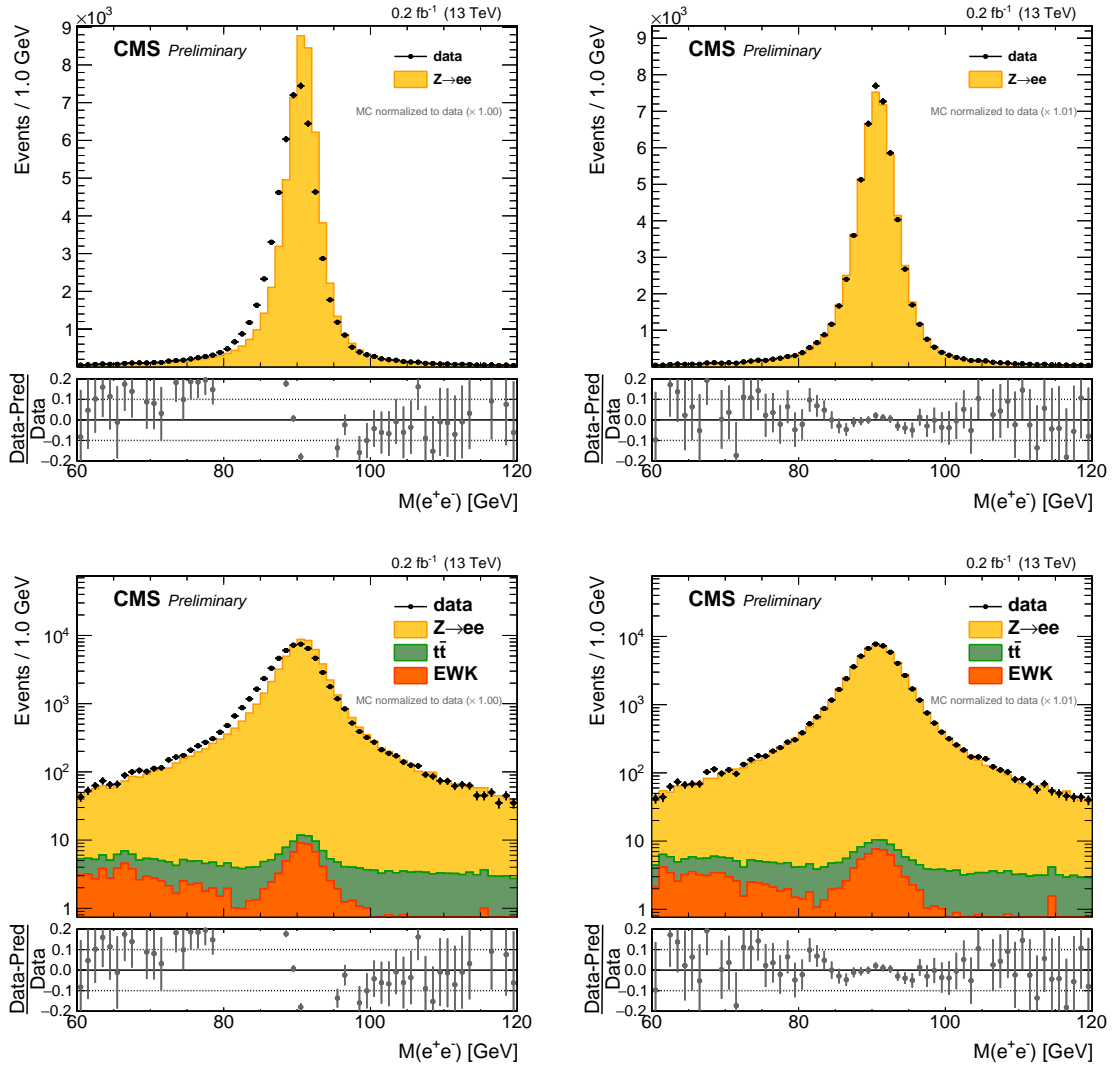 ×10³ 0.2 fb⁻¹ (13 TeV)
CMS Preliminary
data
Z→ee
MC normalized to data (× 1.00)
Events / 1.0 GeV
9
8
7
6
5
4
3
2
1
Data-Pred
Data
0.2
0.1
0.0
−0.1
−0.2
60 80 100 120
M(e⁺e⁻) [GeV]
×10³ 0.2 fb⁻¹ (13 TeV)
CMS Preliminary
data
Z→ee
MC normalized to data (× 1.01)
Events / 1.0 GeV
9
8
7
6
5
4
3
2
1
Data-Pred
Data
0.2
0.1
0.0
−0.1
−0.2
60 80 100 120
M(e⁺e⁻) [GeV]
0.2 fb⁻¹ (13 TeV)
CMS Preliminary
data
Z→ee
tt̄
EWK
MC normalized to data (× 1.00)
Events / 1.0 GeV
10⁴
10³
10²
10
1
Data-Pred
Data
0.2
0.1
0.0
−0.1
−0.2
60 80 100 120
M(e⁺e⁻) [GeV]
0.2 fb⁻¹ (13 TeV)
CMS Preliminary
data
Z→ee
tt̄
EWK
MC normalized to data (× 1.01)
Events / 1.0 GeV
10⁴
10³
10²
10
1
Data-Pred
Data
0.2
0.1
0.0
−0.1
−0.2
60 80 100 120
M(e⁺e⁻) [GeV]